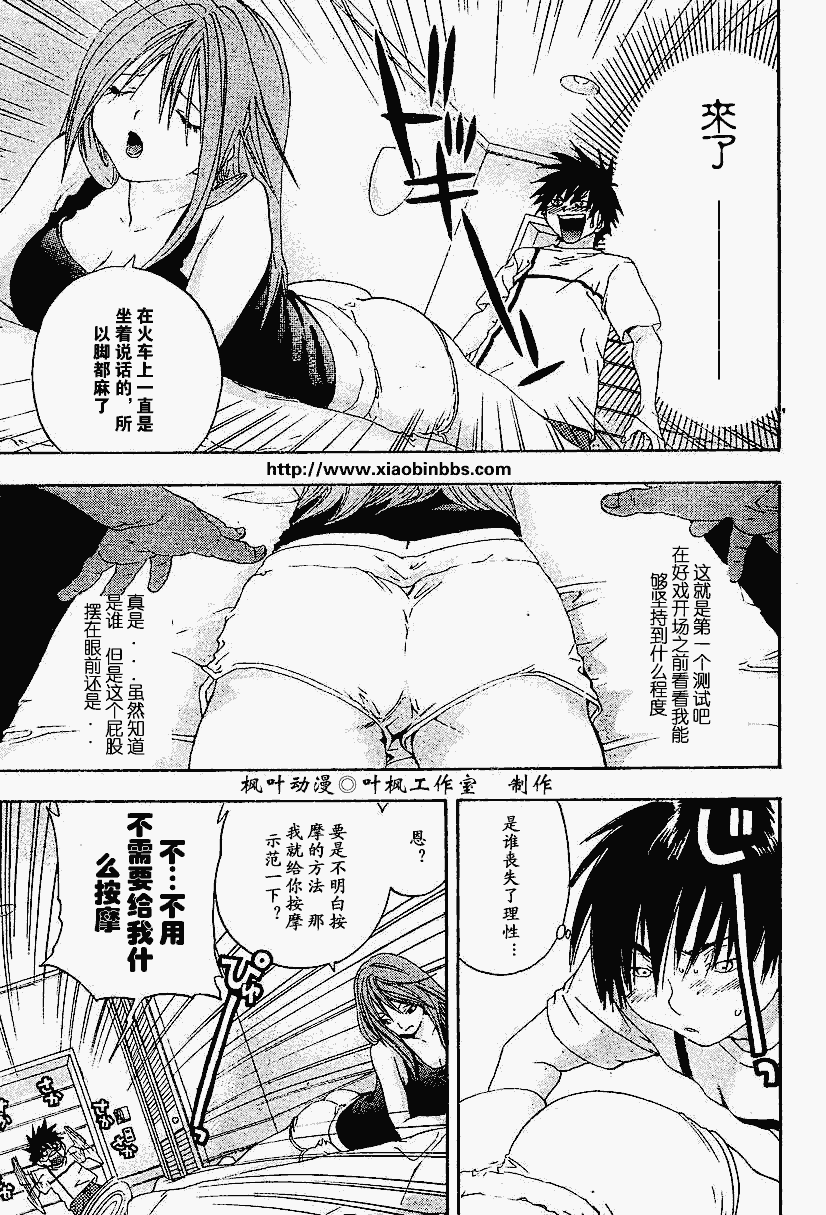 來了——
ドキーン
在火车上一直是
坐着说话的，所
以脚都麻了
http://www.xiaobinbbs.com
这就是第一个测试吧
在好戏开场之前看看我能
够坚持到什么程度
真是...虽然知道
是谁 但是这个屁股
摆在眼前还是..
枫叶动漫◎叶枫工作室 制作
是谁丧失了理性…
じーっ
恩？
要是不明白按
摩的方法 那
我就给你按摩
示范一下？
ぴゅーっ
不…不用
不需要给我什
么按摩